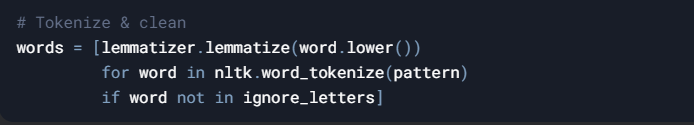 # Tokenize & clean
words = [lemmatizer.lemmatize(word.lower())
         for word in nltk.word_tokenize(pattern)
         if word not in ignore_letters]